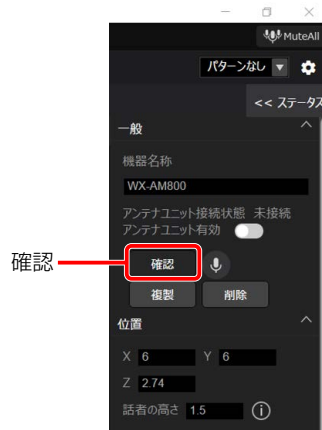 MuteAll
パターンなし
<< ステータス
一般
機器名称
WX-AM800
アンテナユニット接続状態 未接続
アンテナユニット有効
確認
確認
複製 削除
位置
X 6 Y 6
Z 2.74
話者の高さ 1.5